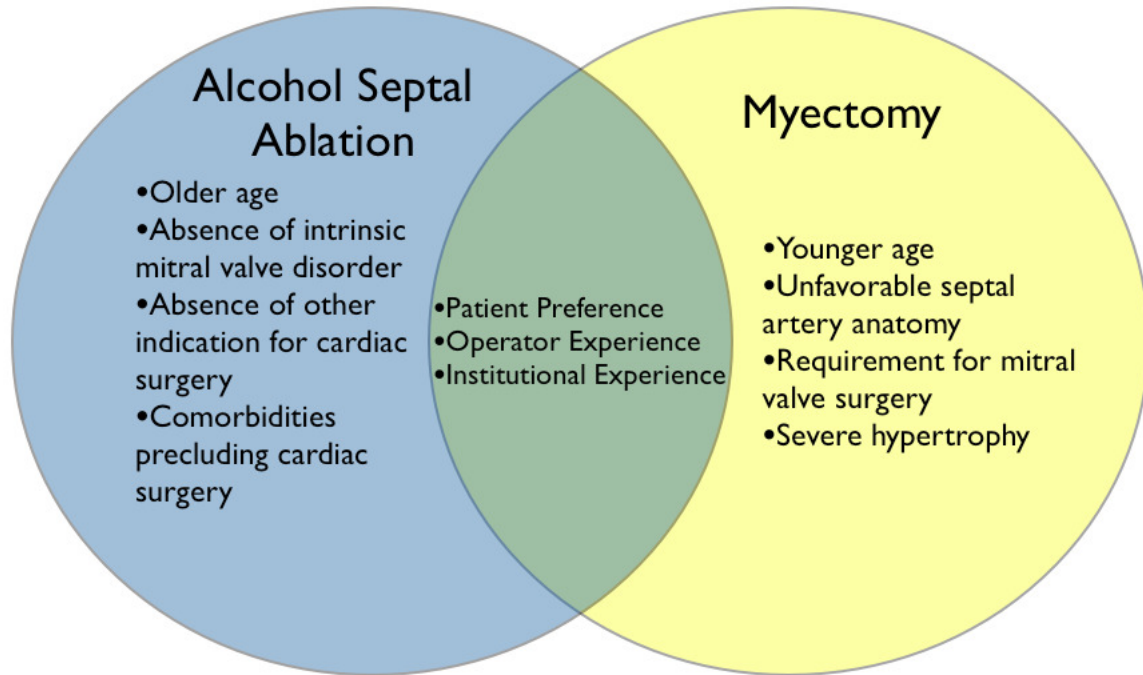 Alcohol Septal
Ablation
•Older age
•Absence of intrinsic
mitral valve disorder
•Absence of other
indication for cardiac
surgery
•Comorbidities
precluding cardiac
surgery
•Patient Preference
•Operator Experience
•Institutional Experience
Myectomy
•Younger age
•Unfavorable septal
artery anatomy
•Requirement for mitral
valve surgery
•Severe hypertrophy